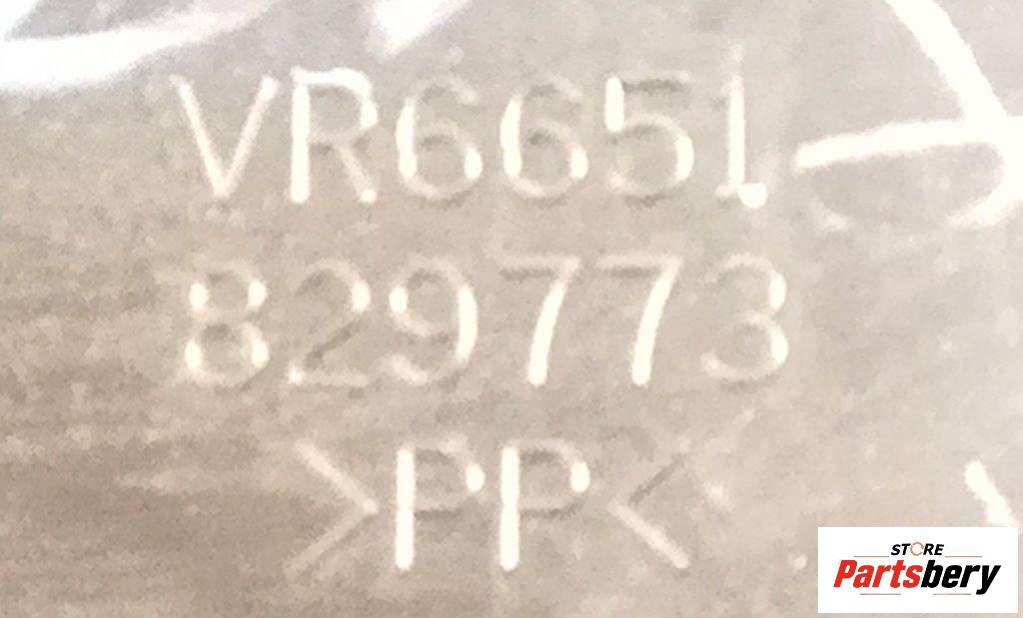 VR6651
829773
>PP<
STORE
Partsbery